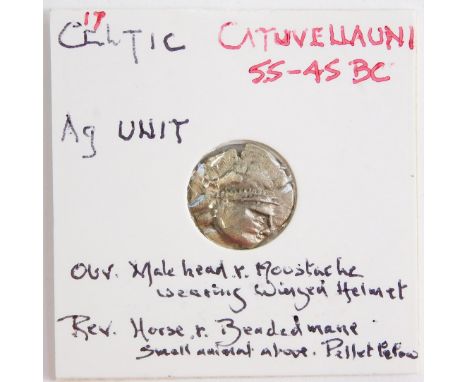 17
CELTIC CATUVELLAUNI
55-45 BC
Ag UNIT
Obv. Male head r. Moustache
wearing Winged Helmet
Rev. Horse, r. Beaded mane
small animal above. Pellet below